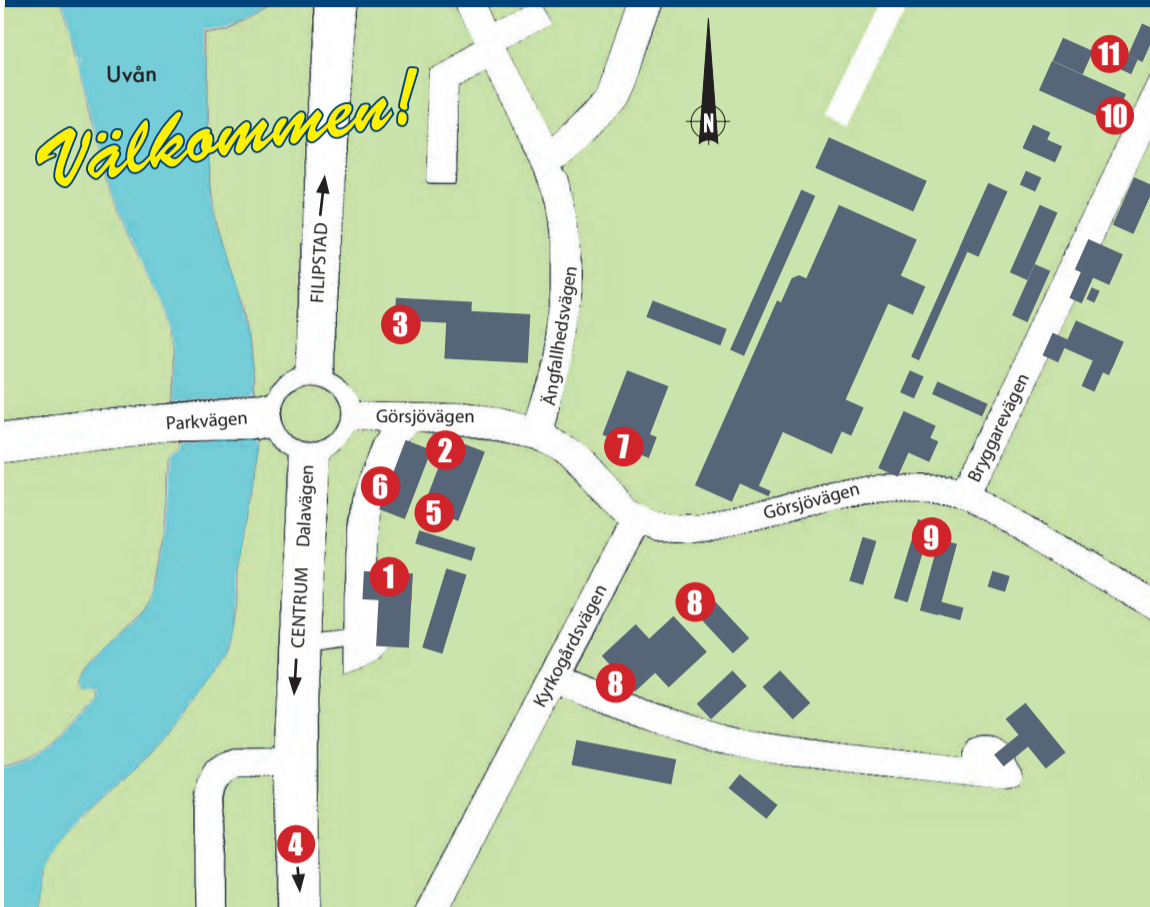 Uvån
Välkommen!
11
N
10
FILIPSTAD
3
Ängfallhedsvägen
Parkvägen
Görsjövägen
Bryggarevägen
2
7
6
5
Görsjövägen
CENTRUM Dalavägen
9
1
8
Kyrkogårdsvägen
8
4